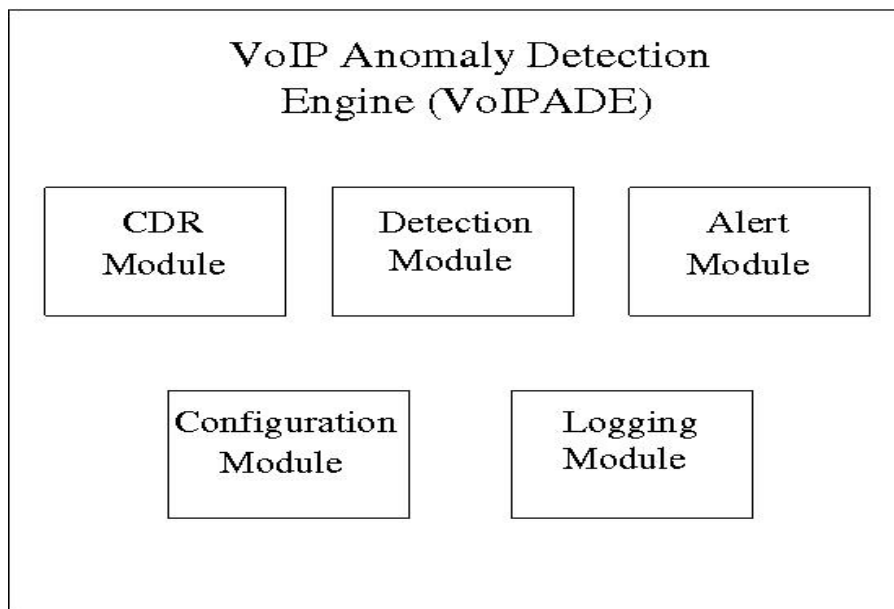 VoIP Anomaly Detection
Engine (VoIPADE)
CDR
Module
Detection
Module
Alert
Module
Configuration
Module
Logging
Module